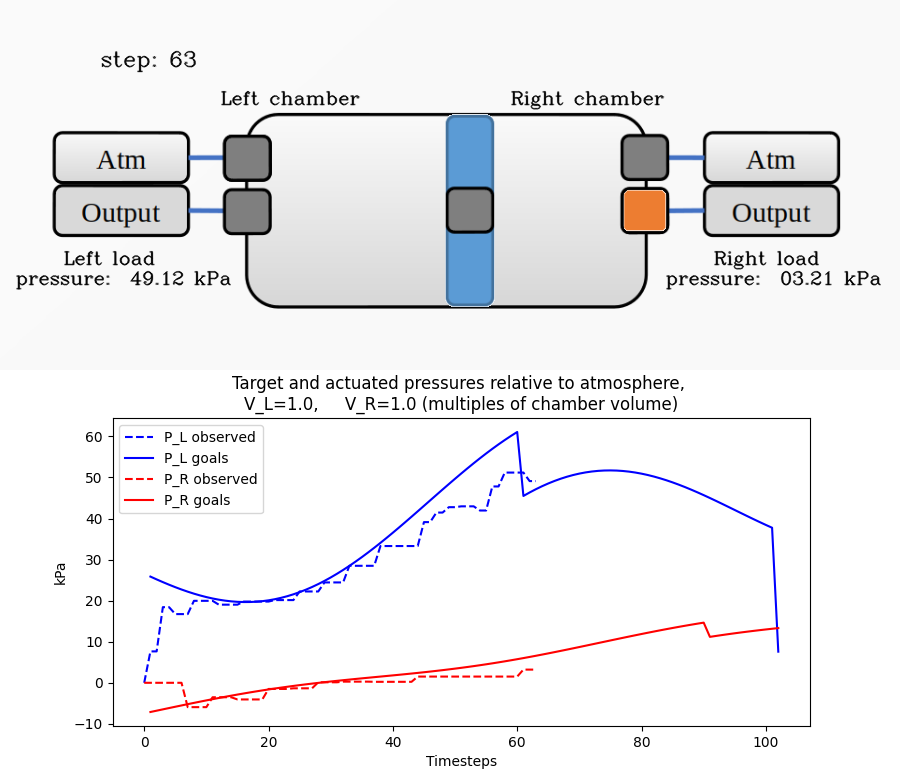 step: 63
Left chamber
Right chamber
Atm
Atm
Output
Output
Left load
pressure: 49.12 kPa
Right load
pressure: 03.21 kPa
Target and actuated pressures relative to atmosphere,
V_L=1.0, V_R=1.0 (multiples of chamber volume)
P_L observed
P_L goals
P_R observed
P_R goals
kPa
60
50
40
30
20
10
0
−10
0 20 40 60 80 100
Timesteps